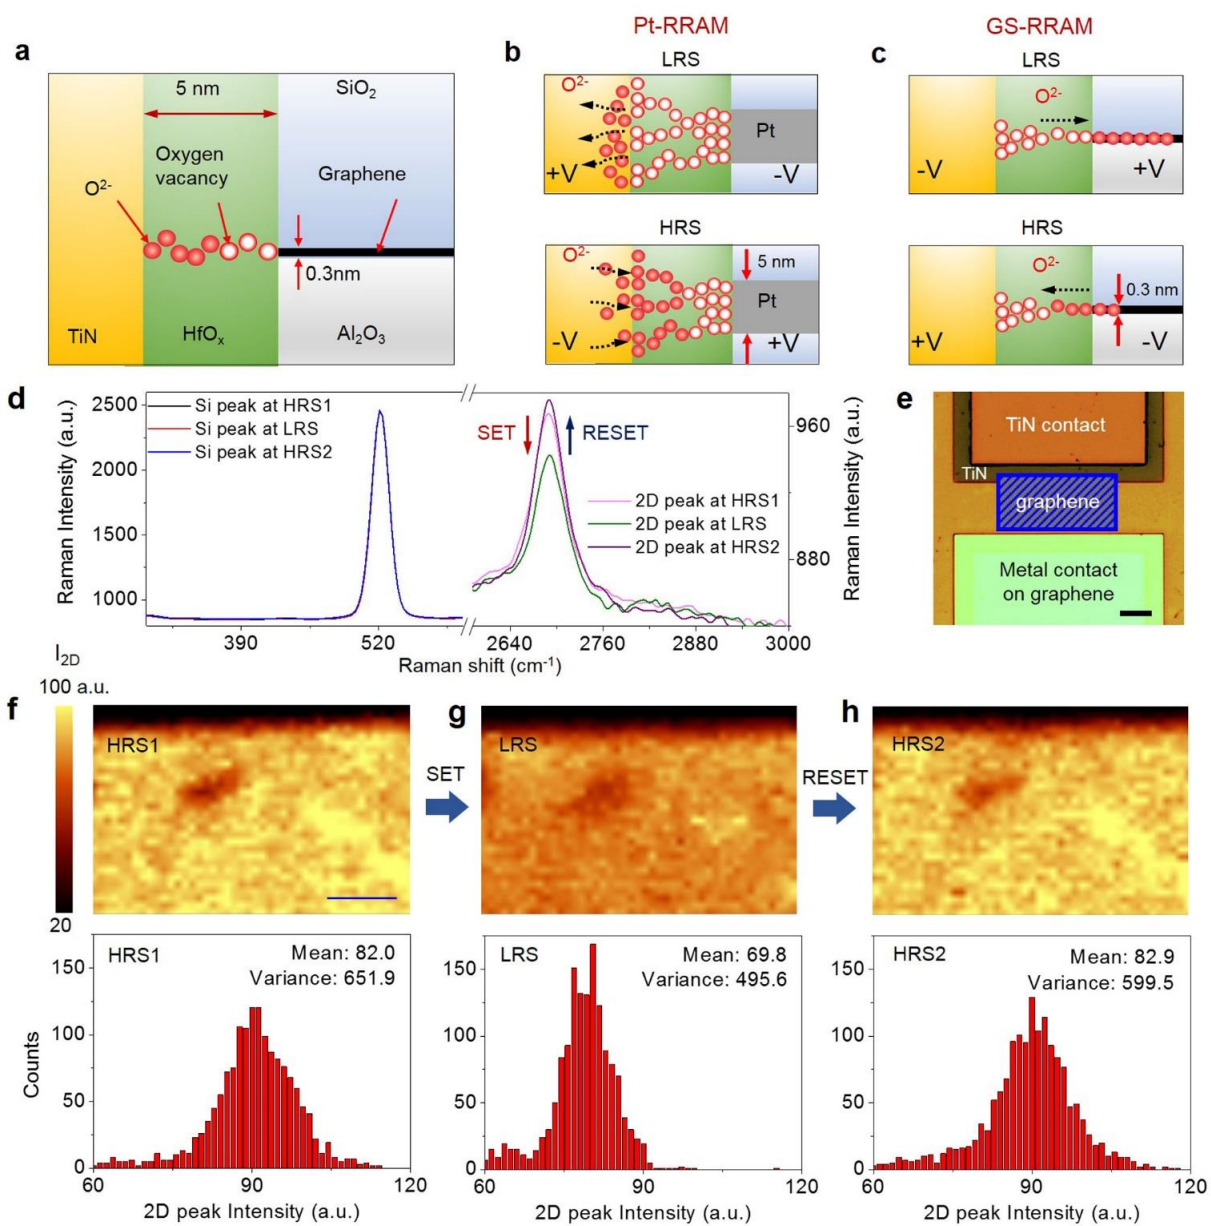 Pt-RRAM
GS-RRAM
a
b
LRS
c
LRS
5 nm
SiO₂
O²⁻
Oxygen
vacancy
Graphene
O²⁻
0.3nm
TiN
HfOₓ
Al₂O₃
+V
Pt
-V
O²⁻
-V
+V
HRS
HRS
O²⁻
5 nm
Pt
-V
+V
O²⁻
0.3 nm
+V
-V
d
2500
2000
1500
1000
Raman Intensity (a.u.)
Si peak at HRS1
Si peak at LRS
Si peak at HRS2
SET
RESET
2D peak at HRS1
2D peak at LRS
2D peak at HRS2
960
880
Raman Intensity (a.u.)
390
520
2640
2760
2880
3000
Raman shift (cm⁻¹)
e
TiN contact
TiN
graphene
Metal contact
on graphene
I₂D
100 a.u.
20
f
HRS1
SET
g
LRS
RESET
h
HRS2
HRS1
Mean: 82.0
Variance: 651.9
150
100
50
0
Counts
60
90
120
2D peak Intensity (a.u.)
LRS
Mean: 69.8
Variance: 495.6
150
100
50
0
60
90
120
2D peak Intensity (a.u.)
HRS2
Mean: 82.9
Variance: 599.5
150
100
50
0
60
90
120
2D peak Intensity (a.u.)